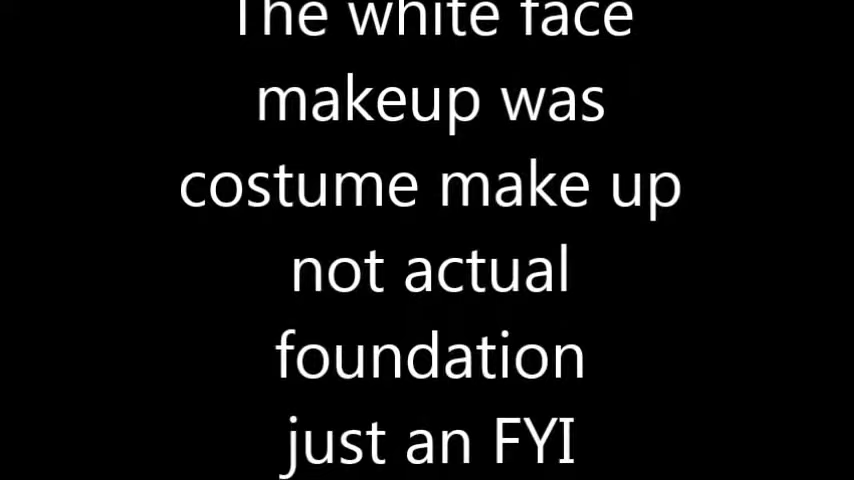 The white face
makeup was
costume make up
not actual
foundation
just an FYI